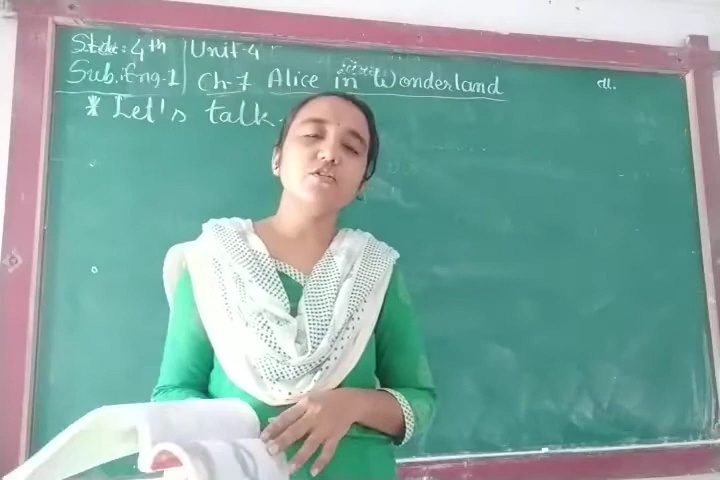 Std: 4th | Unit-4
Sub.: Eng-1 | Ch-7 Alice in Wonderland
* Let's talk.